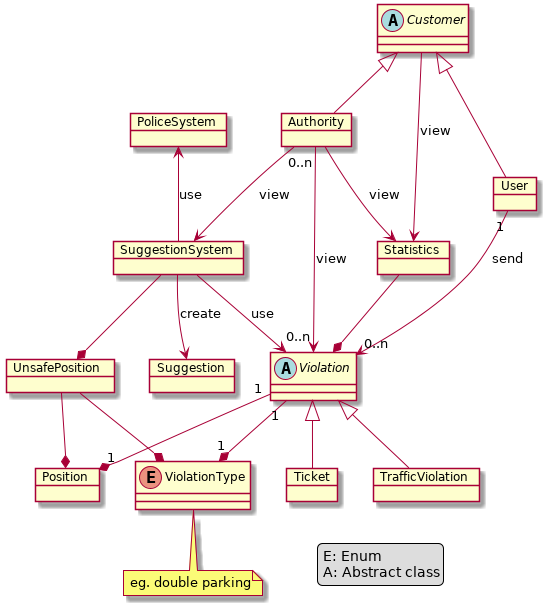 A Customer
PoliceSystem
Authority
view
User
use
0..n
view
view
1
SuggestionSystem
Statistics
view
send
create
use
0..n
0..n
UnsafePosition
Suggestion
A Violation
1
1
1
1
Position
E ViolationType
Ticket
TrafficViolation
eg. double parking
E: Enum
A: Abstract class